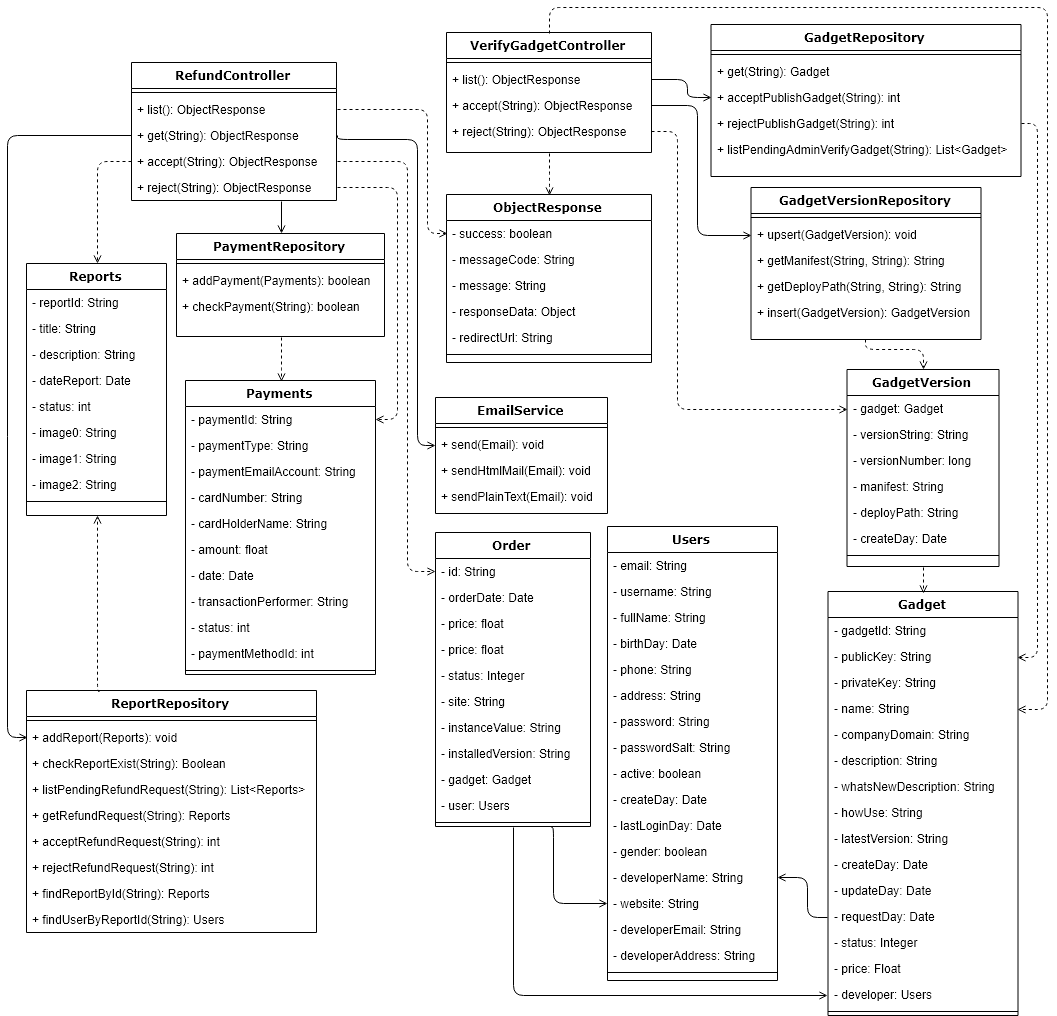 RefundController
+ list(): ObjectResponse
+ get(String): ObjectResponse
+ accept(String): ObjectResponse
+ reject(String): ObjectResponse
VerifyGadgetController
+ list(): ObjectResponse
+ accept(String): ObjectResponse
+ reject(String): ObjectResponse
GadgetRepository
+ get(String): Gadget
+ acceptPublishGadget(String): int
+ rejectPublishGadget(String): int
+ listPendingAdminVerifyGadget(String): List<Gadget>
GadgetVersionRepository
+ upsert(GadgetVersion): void
+ getManifest(String, String): String
+ getDeployPath(String, String): String
+ insert(GadgetVersion): GadgetVersion
ObjectResponse
- success: boolean
- messageCode: String
- message: String
- responseData: Object
- redirectUrl: String
PaymentRepository
+ addPayment(Payments): boolean
+ checkPayment(String): boolean
Reports
- reportId: String
- title: String
- description: String
- dateReport: Date
- status: int
- image0: String
- image1: String
- image2: String
Payments
- paymentId: String
- paymentType: String
- paymentEmailAccount: String
- cardNumber: String
- cardHolderName: String
- amount: float
- date: Date
- transactionPerformer: String
- status: int
- paymentMethodId: int
EmailService
+ send(Email): void
+ sendHtmlMail(Email): void
+ sendPlainText(Email): void
GadgetVersion
- gadget: Gadget
- versionString: String
- versionNumber: long
- manifest: String
- deployPath: String
- createDay: Date
Order
- id: String
- orderDate: Date
- price: float
- price: float
- status: Integer
- site: String
- instanceValue: String
- installedVersion: String
- gadget: Gadget
- user: Users
Users
- email: String
- username: String
- fullName: String
- birthDay: Date
- phone: String
- address: String
- password: String
- passwordSalt: String
- active: boolean
- createDay: Date
- lastLoginDay: Date
- gender: boolean
- developerName: String
- website: String
- developerEmail: String
- developerAddress: String
Gadget
- gadgetId: String
- publicKey: String
- privateKey: String
- name: String
- companyDomain: String
- description: String
- whatsNewDescription: String
- howUse: String
- latestVersion: String
- createDay: Date
- updateDay: Date
- requestDay: Date
- status: Integer
- price: Float
- developer: Users
ReportRepository
+ addReport(Reports): void
+ checkReportExist(String): Boolean
+ listPendingRefundRequest(String): List<Reports>
+ getRefundRequest(String): Reports
+ acceptRefundRequest(String): int
+ rejectRefundRequest(String): int
+ findReportById(String): Reports
+ findUserByReportId(String): Users